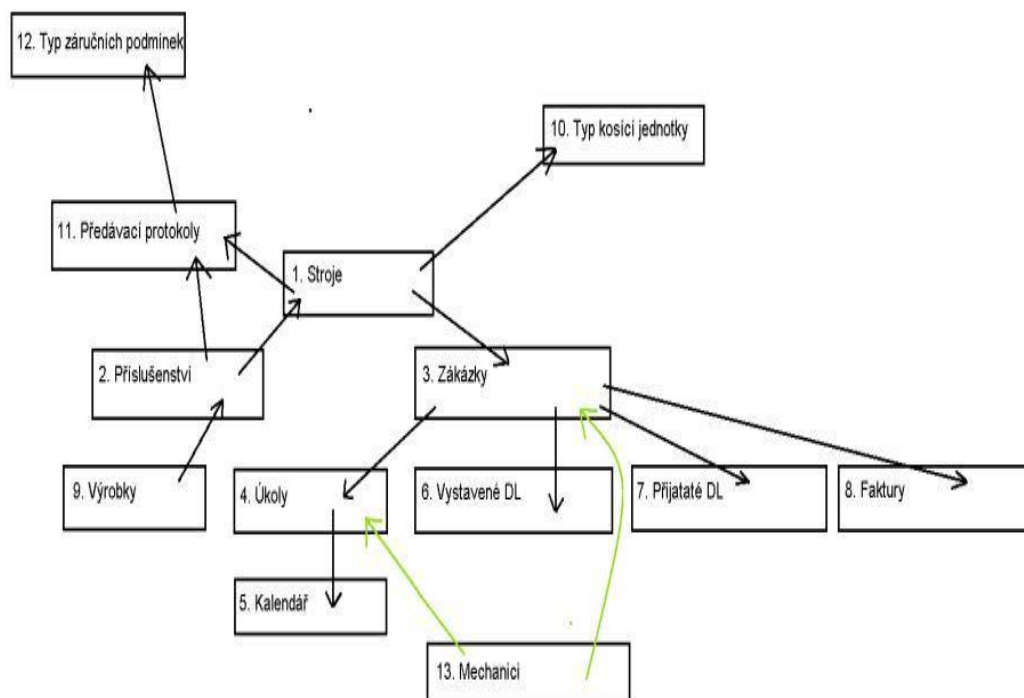 12. Typ záručních podmínek
10. Typ kosící jednotky
11. Předávací protokoly
1. Stroje
2. Příslušenství
3. Zákázky
9. Výrobky
4. Úkoly
6. Vystavené DL
7. Přijataté DL
8. Faktury
5. Kalendář
13. Mechanici